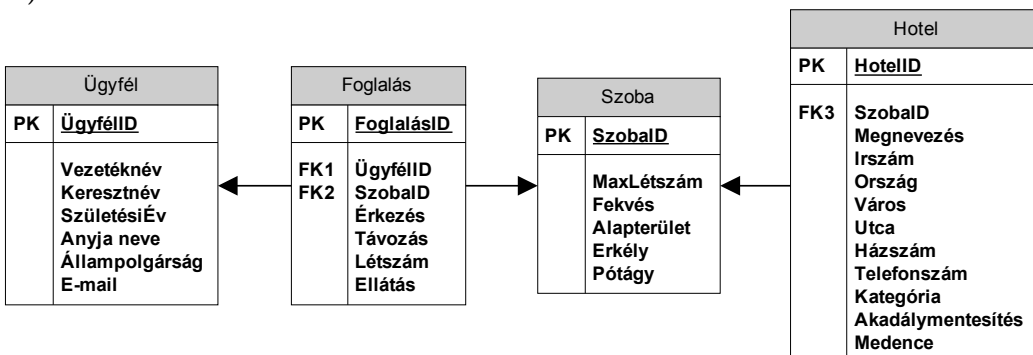 )
Hotel
PK HotelID
FK3 SzobaID
Megnevezés
Irszám
Ország
Város
Utca
Házszám
Telefonszám
Kategória
Akadálymentesítés
Medence
Ügyfél
PK ÜgyfélID
Vezetéknév
Keresztnév
SzületésiÉv
Anyja neve
Állampolgárság
E-mail
Foglalás
PK FoglalásID
FK1 ÜgyfélID
FK2 SzobaID
Érkezés
Távozás
Létszám
Ellátás
Szoba
PK SzobaID
MaxLétszám
Fekvés
Alapterület
Erkély
Pótágy